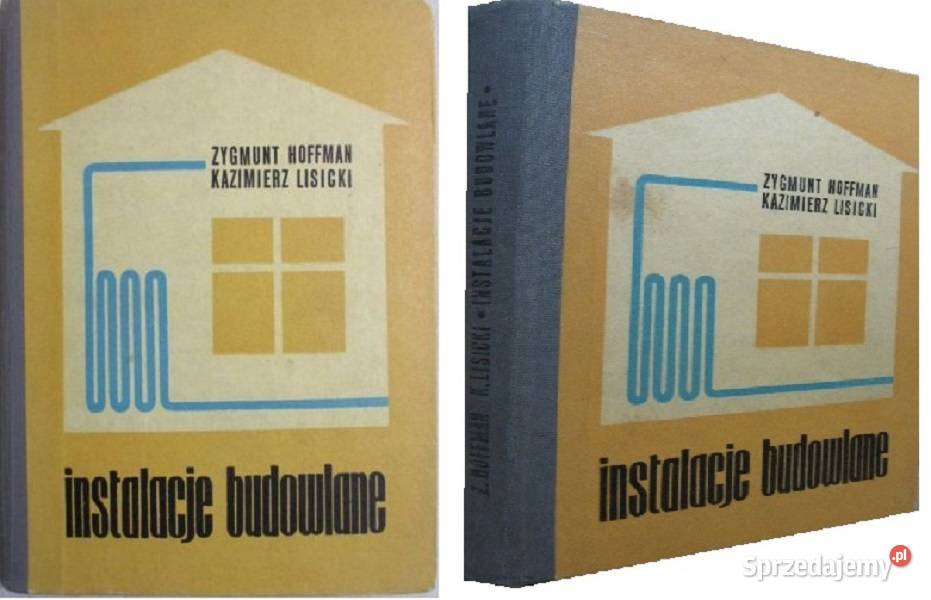 ZYGMUNT HOFFMAN
KAZIMIERZ LISICKI
instalacje budowlane
Z. HOFFMAN K. LISICKI • INSTALACJE BUDOWLANE •
ZYGMUNT HOFFMAN
KAZIMIERZ LISICKI
instalacje budowlane
Sprzedajemy.pl